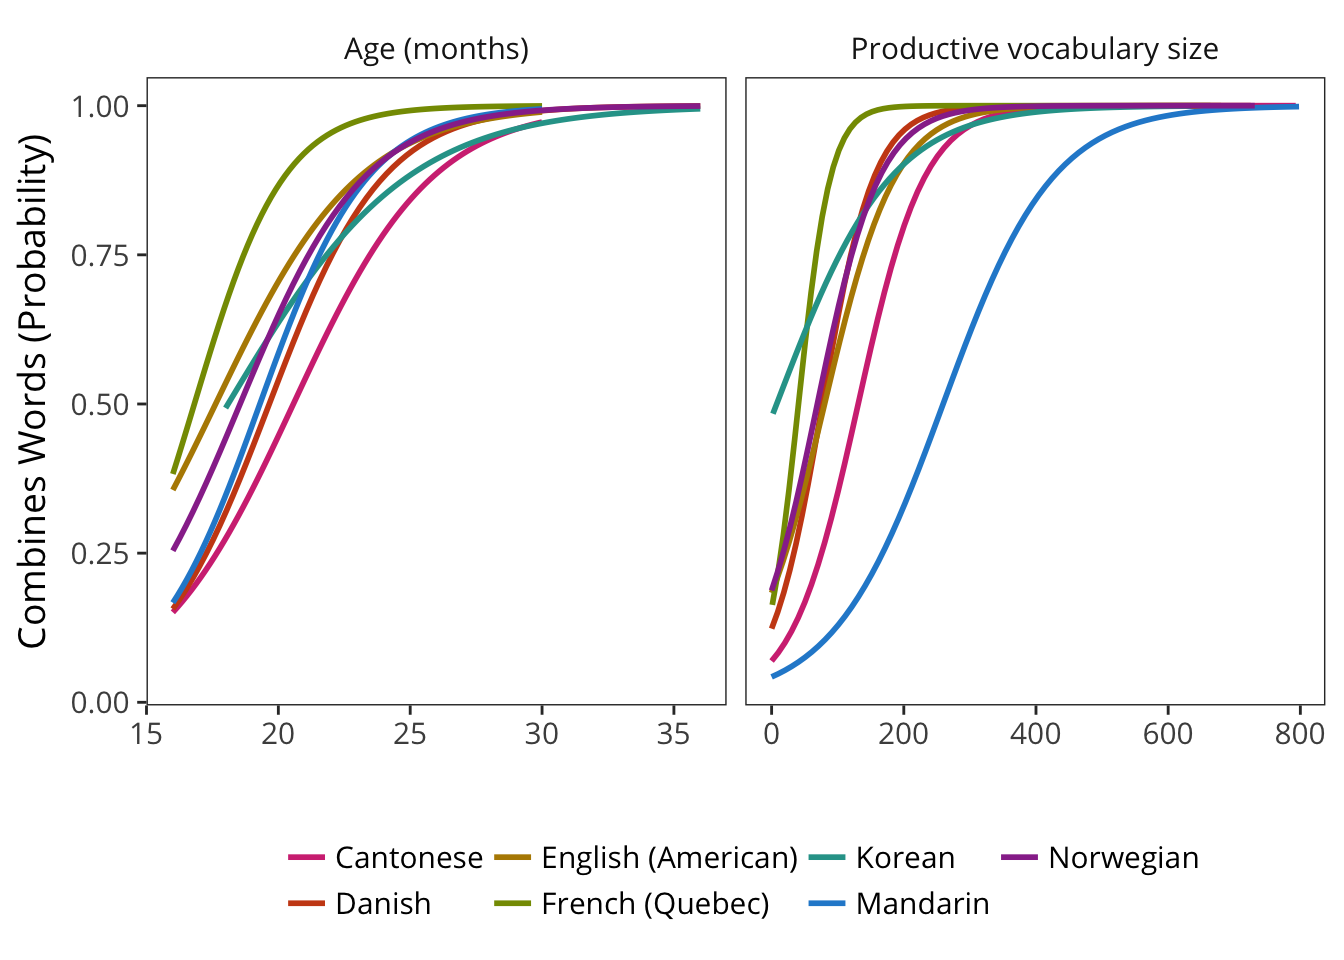 Age (months)
Productive vocabulary size
Combines Words (Probability)
1.00
0.75
0.50
0.25
0.00
15 20 25 30 35
0 200 400 600 800
Cantonese English (American) Korean Norwegian
Danish French (Quebec) Mandarin